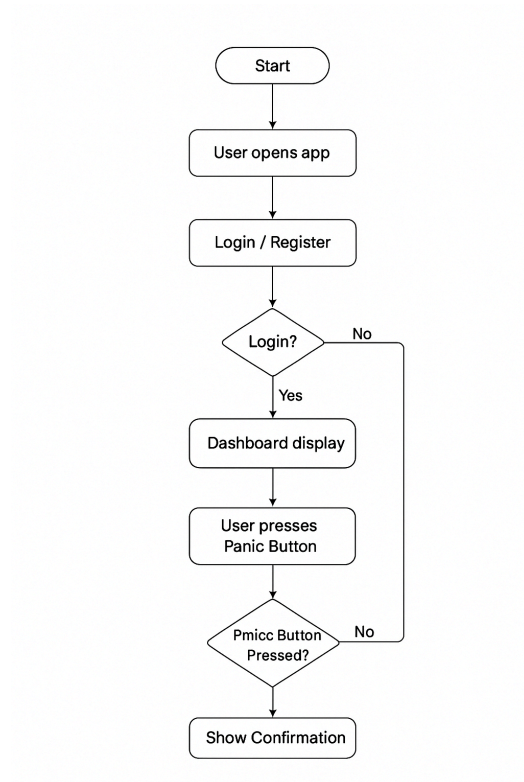 Start
User opens app
Login / Register
Login?
No
Yes
Dashboard display
User presses
Panic Button
Pmicc Button
Pressed?
No
Show Confirmation